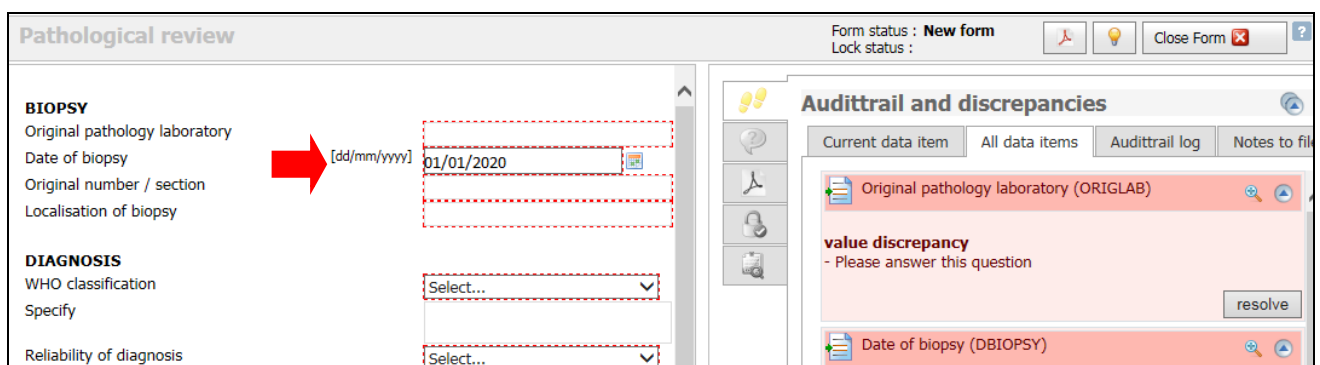 Pathological review
Form status : New form
Lock status :
Close Form
?
BIOPSY
Original pathology laboratory
Date of biopsy [dd/mm/yyyy] 01/01/2020
Original number / section
Localisation of biopsy
DIAGNOSIS
WHO classification Select...
Specify
Reliability of diagnosis Select...
Audittrail and discrepancies
Current data item All data items Audittrail log Notes to file
Original pathology laboratory (ORIGLAB)
value discrepancy
- Please answer this question
resolve
Date of biopsy (DBIOPSY)